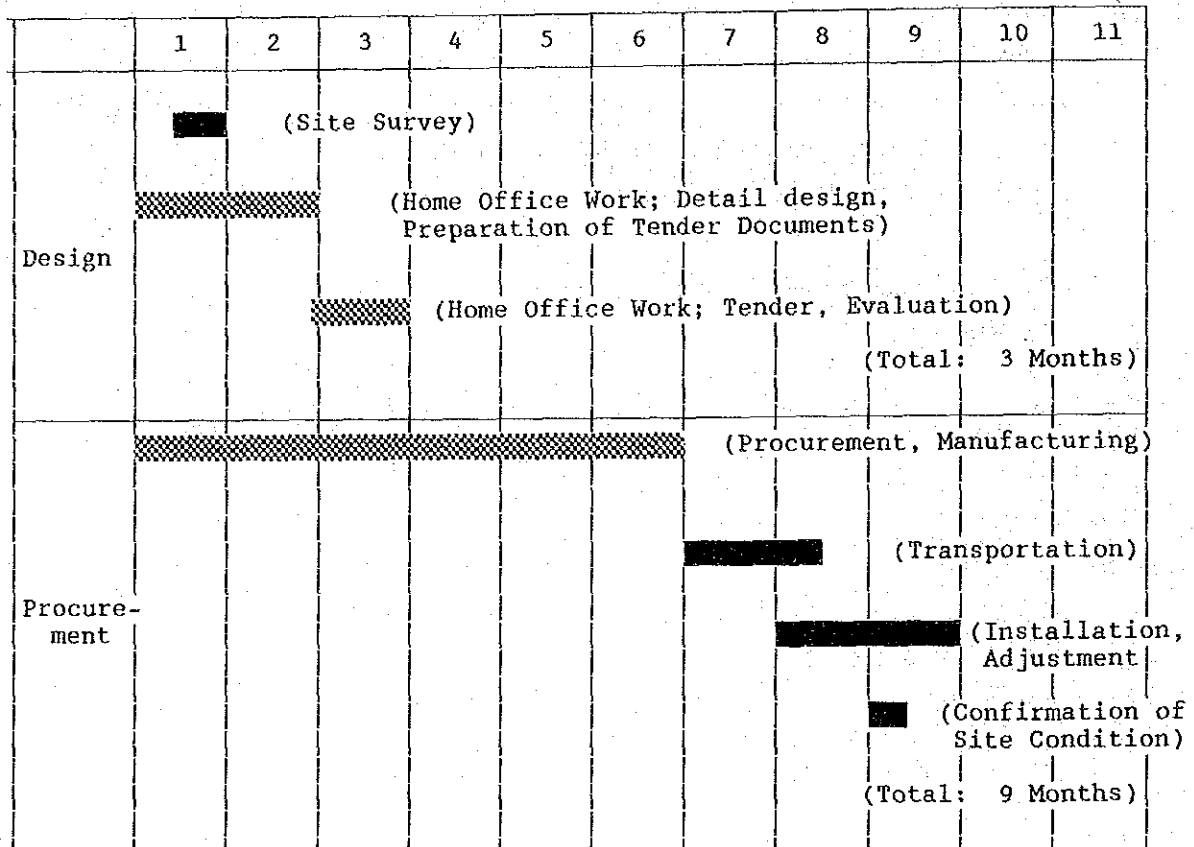 1 2 3 4 5 6 7 8 9 10 11
(Site Survey)
(Home Office Work; Detail design,
Preparation of Tender Documents)
Design
(Home Office Work; Tender, Evaluation)
(Total: 3 Months)
(Procurement, Manufacturing)
(Transportation)
Procure-
ment
(Installation,
Adjustment
(Confirmation of
Site Condition)
(Total: 9 Months)